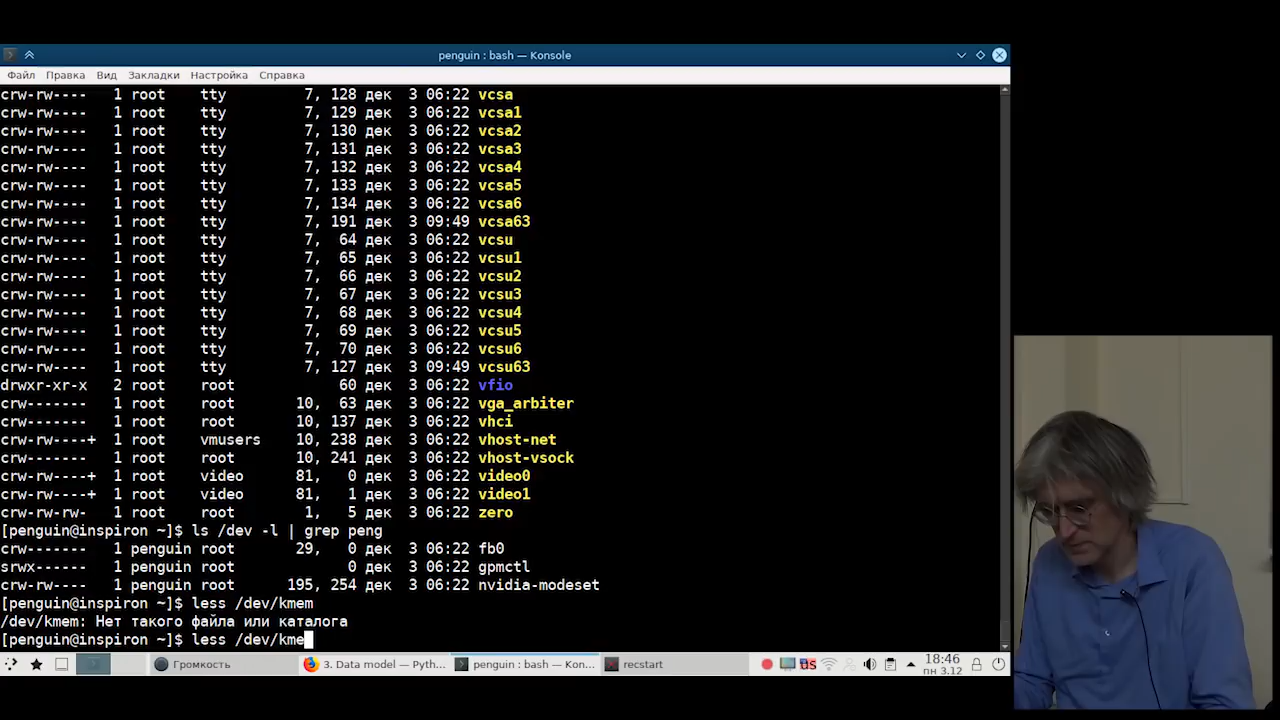 penguin : bash — Konsole
Файл Правка Вид Закладки Настройка Справка
crw-rw---- 1 root tty 7, 128 дек 3 06:22 vcsa
crw-rw---- 1 root tty 7, 129 дек 3 06:22 vcsa1
crw-rw---- 1 root tty 7, 130 дек 3 06:22 vcsa2
crw-rw---- 1 root tty 7, 131 дек 3 06:22 vcsa3
crw-rw---- 1 root tty 7, 132 дек 3 06:22 vcsa4
crw-rw---- 1 root tty 7, 133 дек 3 06:22 vcsa5
crw-rw---- 1 root tty 7, 134 дек 3 06:22 vcsa6
crw-rw---- 1 root tty 7, 191 дек 3 09:49 vcsa63
crw-rw---- 1 root tty 7, 64 дек 3 06:22 vcsu
crw-rw---- 1 root tty 7, 65 дек 3 06:22 vcsu1
crw-rw---- 1 root tty 7, 66 дек 3 06:22 vcsu2
crw-rw---- 1 root tty 7, 67 дек 3 06:22 vcsu3
crw-rw---- 1 root tty 7, 68 дек 3 06:22 vcsu4
crw-rw---- 1 root tty 7, 69 дек 3 06:22 vcsu5
crw-rw---- 1 root tty 7, 70 дек 3 06:22 vcsu6
crw-rw---- 1 root tty 7, 127 дек 3 09:49 vcsu63
drwxr-xr-x 2 root root 60 дек 3 06:22 vfio
crw------- 1 root root 10, 63 дек 3 06:22 vga_arbiter
crw------- 1 root root 10, 137 дек 3 06:22 vhci
crw-rw----+ 1 root vmusers 10, 238 дек 3 06:22 vhost-net
crw------- 1 root root 10, 241 дек 3 06:22 vhost-vsock
crw-rw----+ 1 root video 81, 0 дек 3 06:22 video0
crw-rw----+ 1 root video 81, 1 дек 3 06:22 video1
crw-rw-rw- 1 root root 1, 5 дек 3 06:22 zero
[penguin@inspiron ~]$ ls /dev -l | grep peng
crw------- 1 penguin root 29, 0 дек 3 06:22 fb0
srwx------ 1 penguin root 0 дек 3 06:22 gpmctl
crw-rw---- 1 penguin root 195, 254 дек 3 06:22 nvidia-modeset
[penguin@inspiron ~]$ less /dev/kmem
/dev/kmem: Нет такого файла или каталога
[penguin@inspiron ~]$ less /dev/kme
Громкость 3. Data model — Pyth... penguin : bash — Kon... recstart US 18:46
пн 3.12